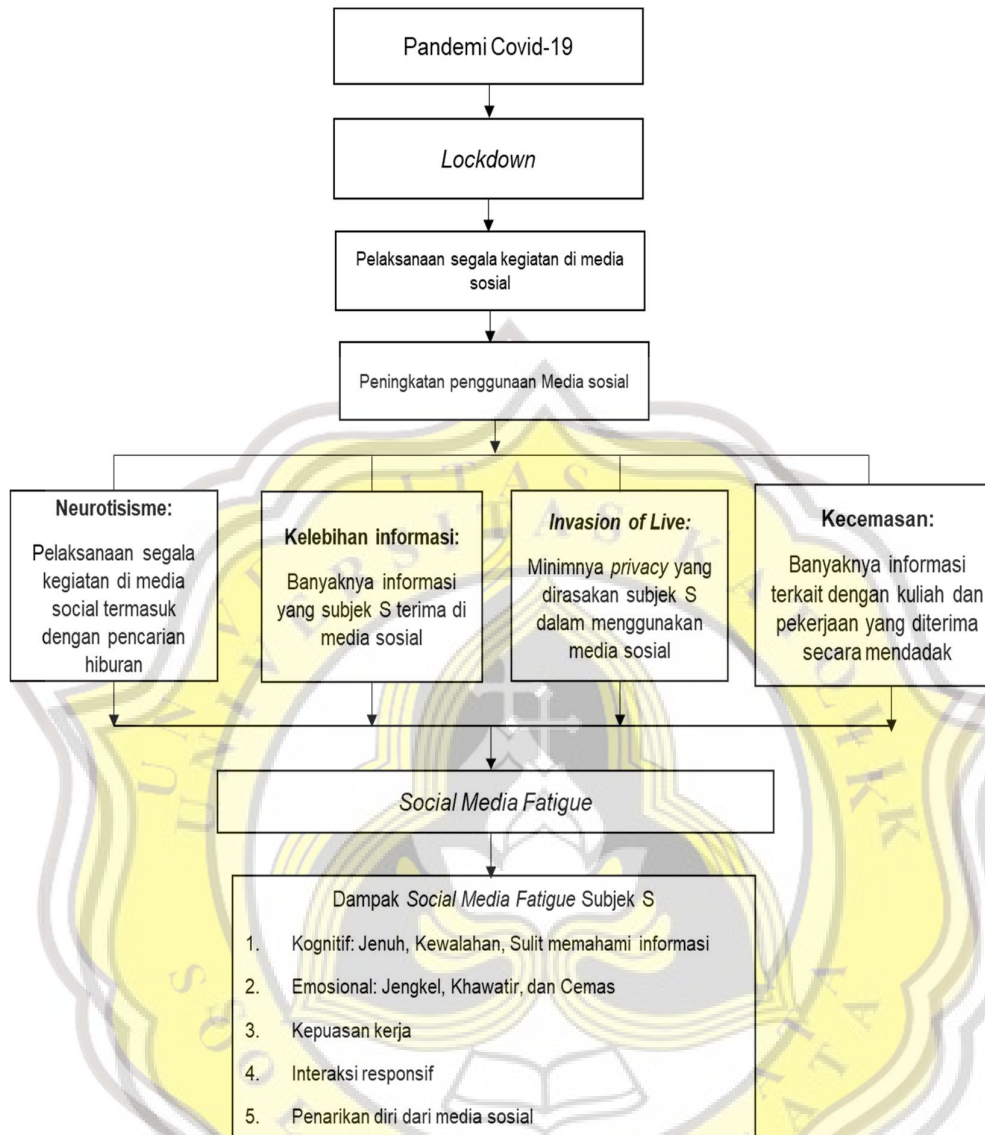 Pandemi Covid-19
Lockdown
Pelaksanaan segala kegiatan di media
sosial
Peningkatan penggunaan Media sosial
Neurotisisme:
Pelaksanaan segala
kegiatan di media
social termasuk
dengan pencarian
hiburan
Kelebihan informasi:
Banyaknya informasi
yang subjek S terima di
media sosial
Invasion of Live:
Minimnya privacy yang
dirasakan subjek S
dalam menggunakan
media sosial
Kecemasan:
Banyaknya informasi
terkait dengan kuliah dan
pekerjaan yang diterima
secara mendadak
Social Media Fatigue
Dampak Social Media Fatigue Subjek S
1. Kognitif: Jenuh, Kewalahan, Sulit memahami informasi
2. Emosional: Jengkel, Khawatir, dan Cemas
3. Kepuasan kerja
4. Interaksi responsif
5. Penarikan diri dari media sosial